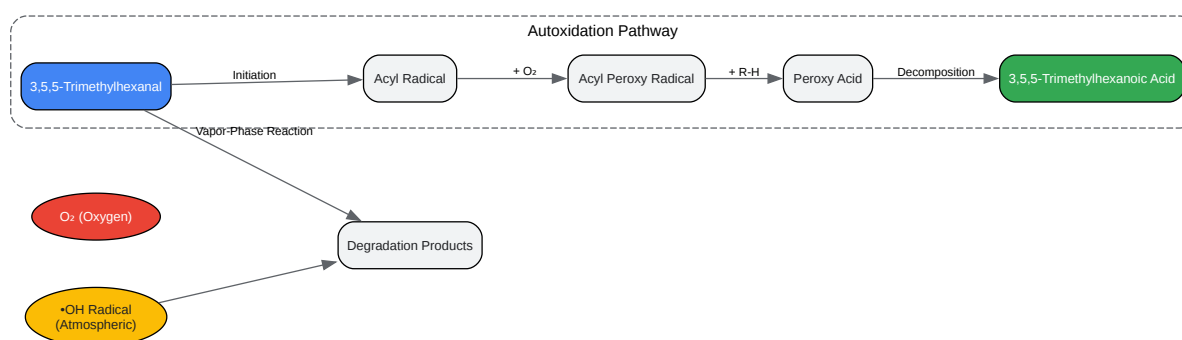 Autoxidation Pathway
3,5,5-Trimethylhexanal
Initiation
Acyl Radical
+ O₂
Acyl Peroxy Radical
+ R-H
Peroxy Acid
Decomposition
3,5,5-Trimethylhexanoic Acid
Vapor-Phase Reaction
O₂ (Oxygen)
Degradation Products
•OH Radical
(Atmospheric)